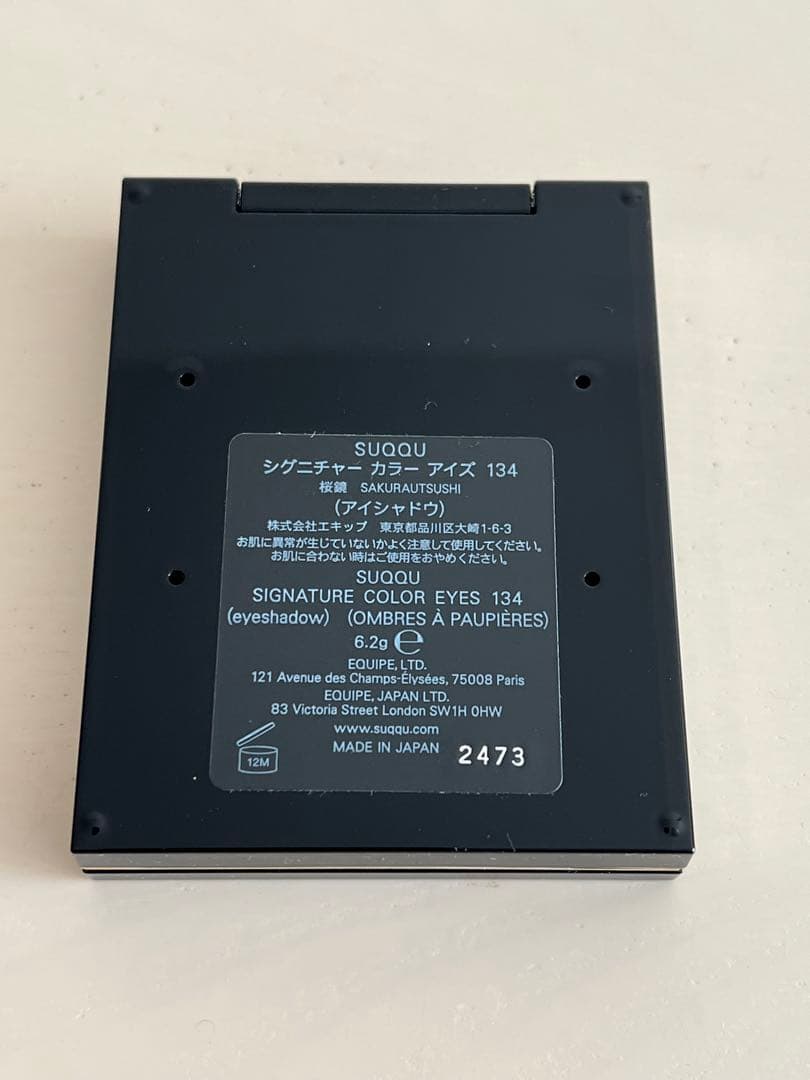 SUQQU
シグニチャー カラー アイズ 134
桜鏡 SAKURAUTSUSHI
(アイシャドウ)
株式会社エキップ 東京都品川区大崎1-6-3
お肌に異常が生じていないかよく注意して使用してください。
お肌に合わない時はご使用をおやめください。
SUQQU
SIGNATURE COLOR EYES 134
(eyeshadow) (OMBRES À PAUPIÈRES)
6.2g ℮
EQUIPE, LTD.
121 Avenue des Champs-Élysées, 75008 Paris
EQUIPE, JAPAN LTD.
83 Victoria Street London SW1H 0HW
www.suqqu.com
MADE IN JAPAN 2473
12M